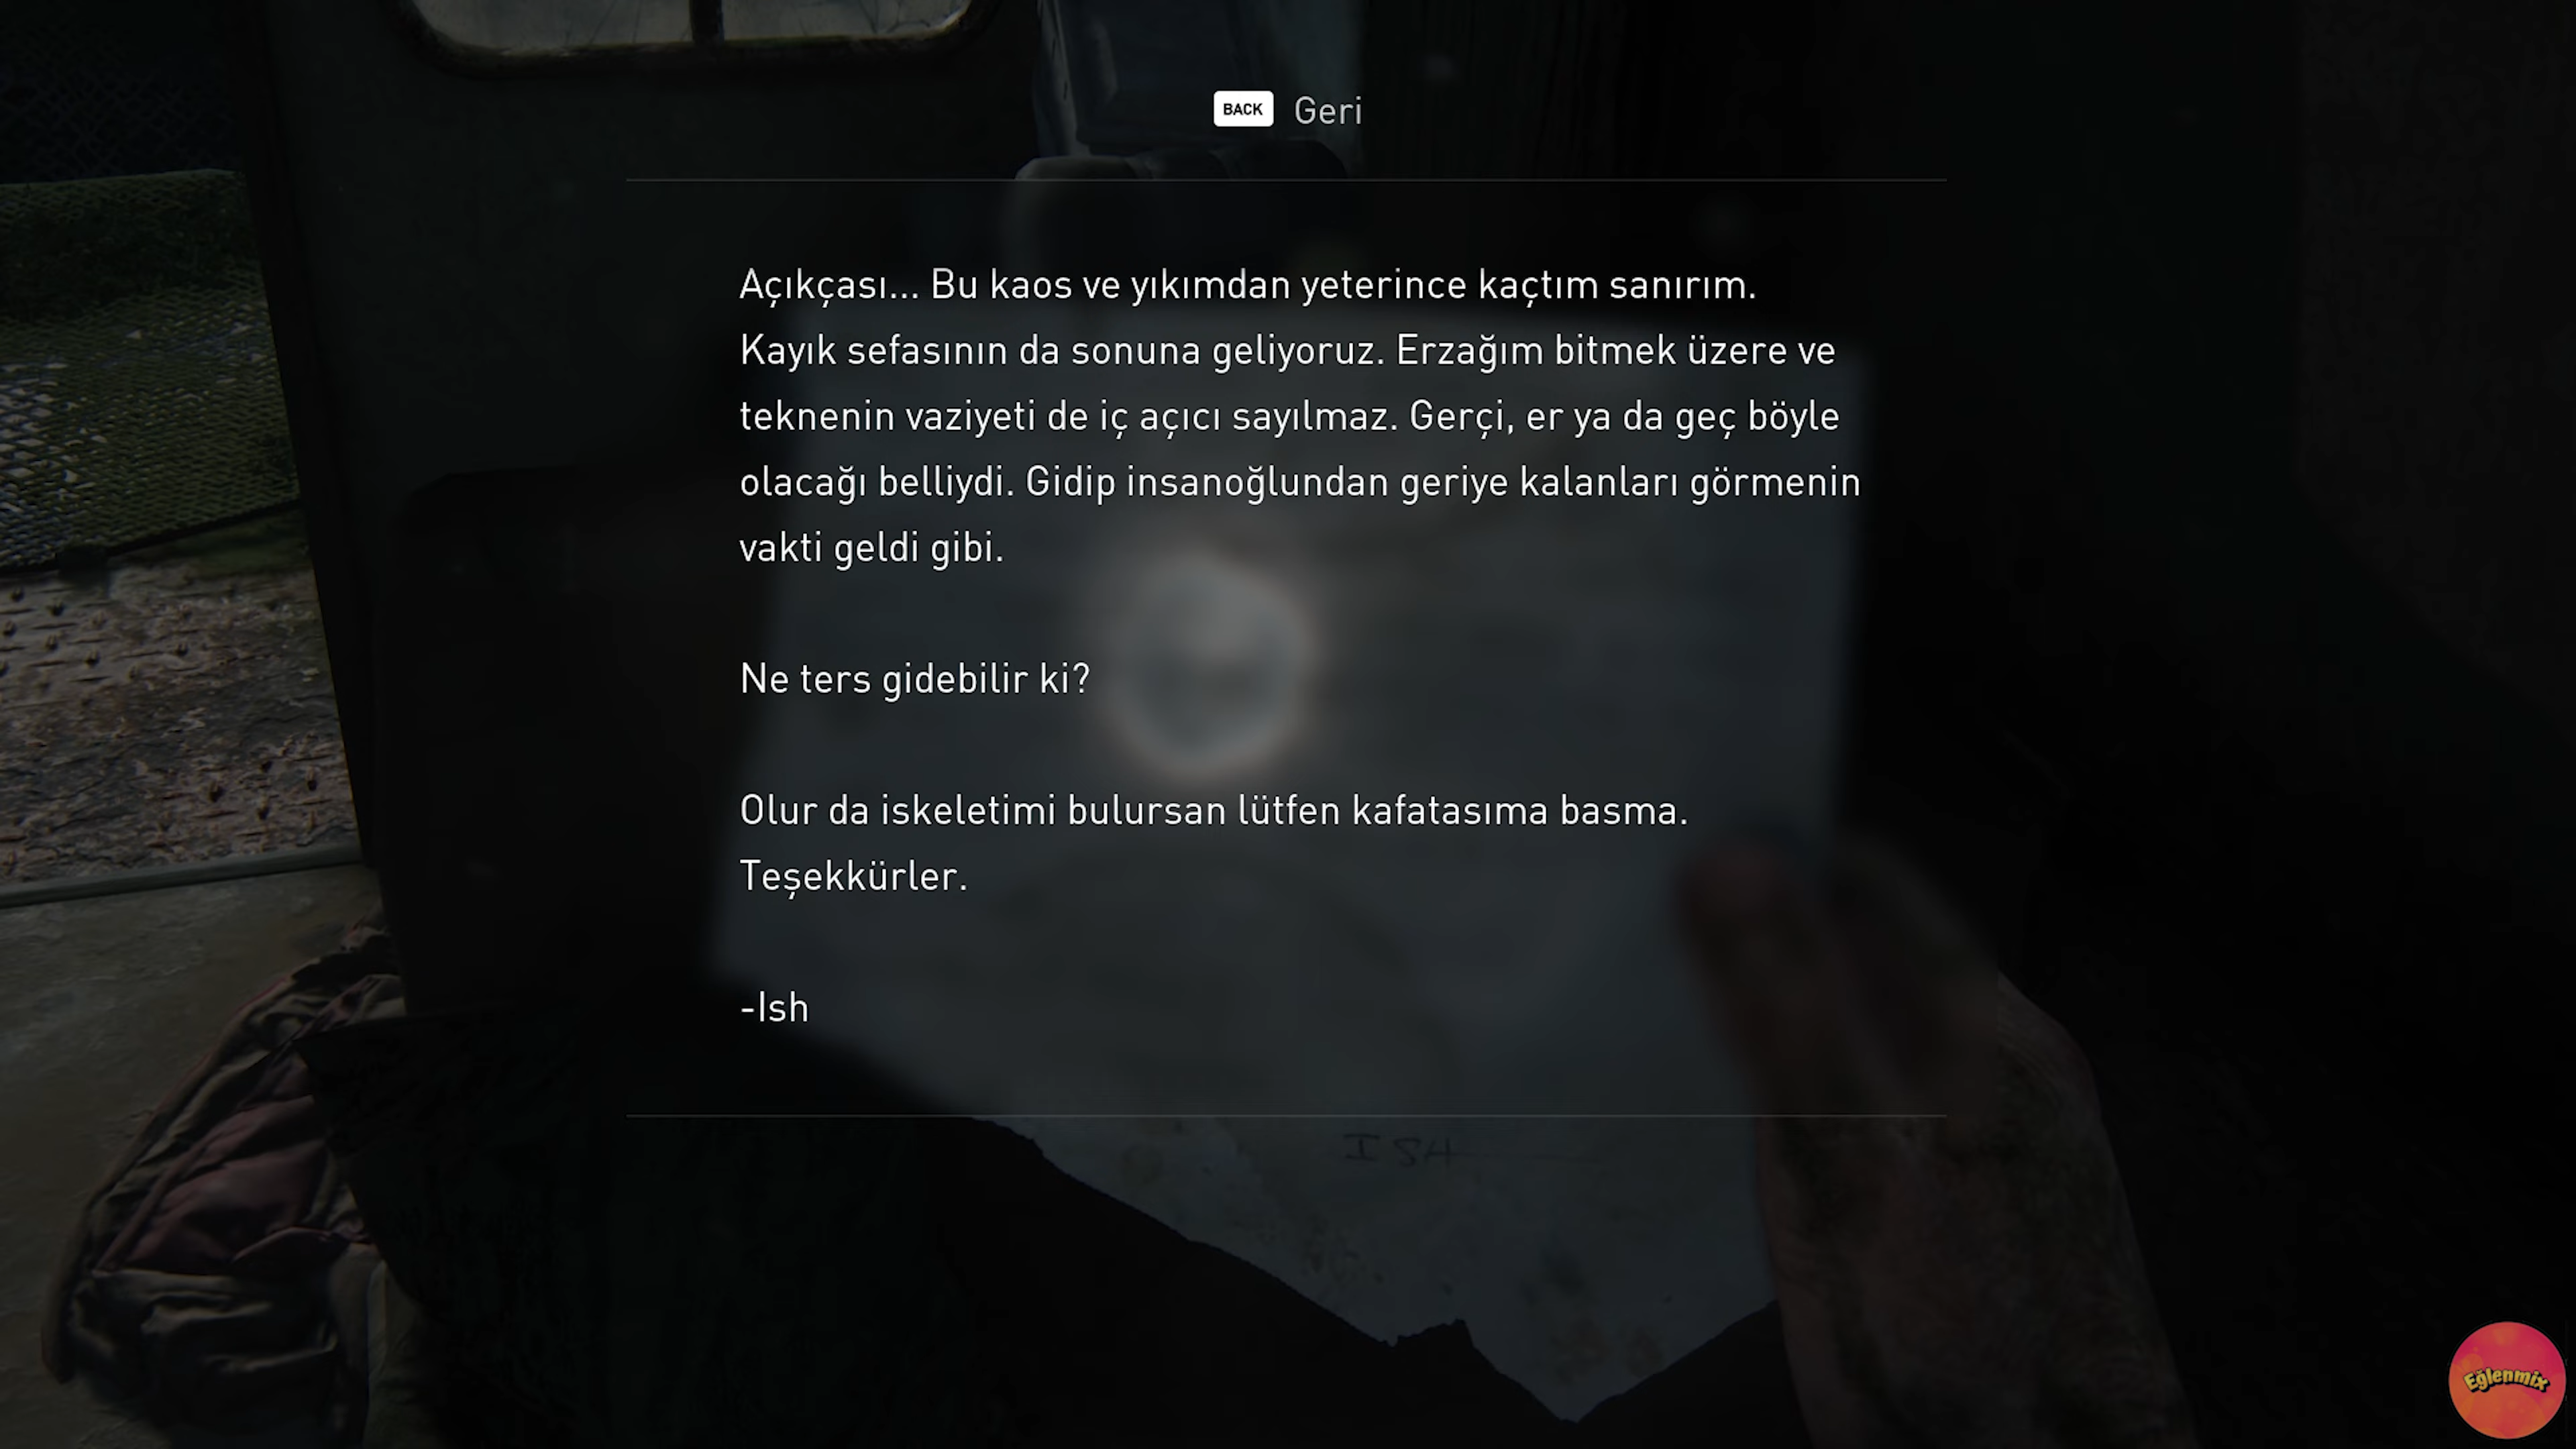 BACK Geri
Açıkçası... Bu kaos ve yıkımdan yeterince kaçtım sanırım.
Kayık sefasının da sonuna geliyoruz. Erzağım bitmek üzere ve
teknenin vaziyeti de iç açıcı sayılmaz. Gerçi, er ya da geç böyle
olacağı belliydi. Gidip insanoğlundan geriye kalanları görmenin
vakti geldi gibi.
Ne ters gidebilir ki?
Olur da iskeletimi bulursan lütfen kafatasıma basma.
Teşekkürler.
-Ish
ISH
Eğlenmix